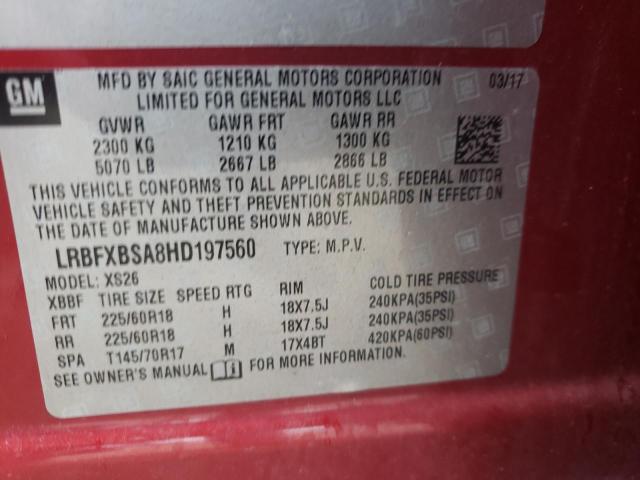 GM
MFD BY SAIC GENERAL MOTORS CORPORATION 03/17
LIMITED FOR GENERAL MOTORS LLC
GVWR GAWR FRT GAWR RR
2300 KG 1210 KG 1300 KG
5070 LB 2667 LB 2866 LB
THIS VEHICLE CONFORMS TO ALL APPLICABLE U.S. FEDERAL MOTOR
VEHICLE SAFETY AND THEFT PREVENTION STANDARDS IN EFFECT ON
THE DATE OF MANUFACTURE SHOWN ABOVE.
LRBFXBSA8HD197560 TYPE: M.P.V.
MODEL: XS26
XBBF TIRE SIZE SPEED RTG RIM COLD TIRE PRESSURE
FRT 225/60R18 H 18X7.5J 240KPA(35PSI)
RR 225/60R18 H 18X7.5J 240KPA(35PSI)
SPA T145/70R17 M 17X4BT 420KPA(60PSI)
SEE OWNER'S MANUAL FOR MORE INFORMATION.